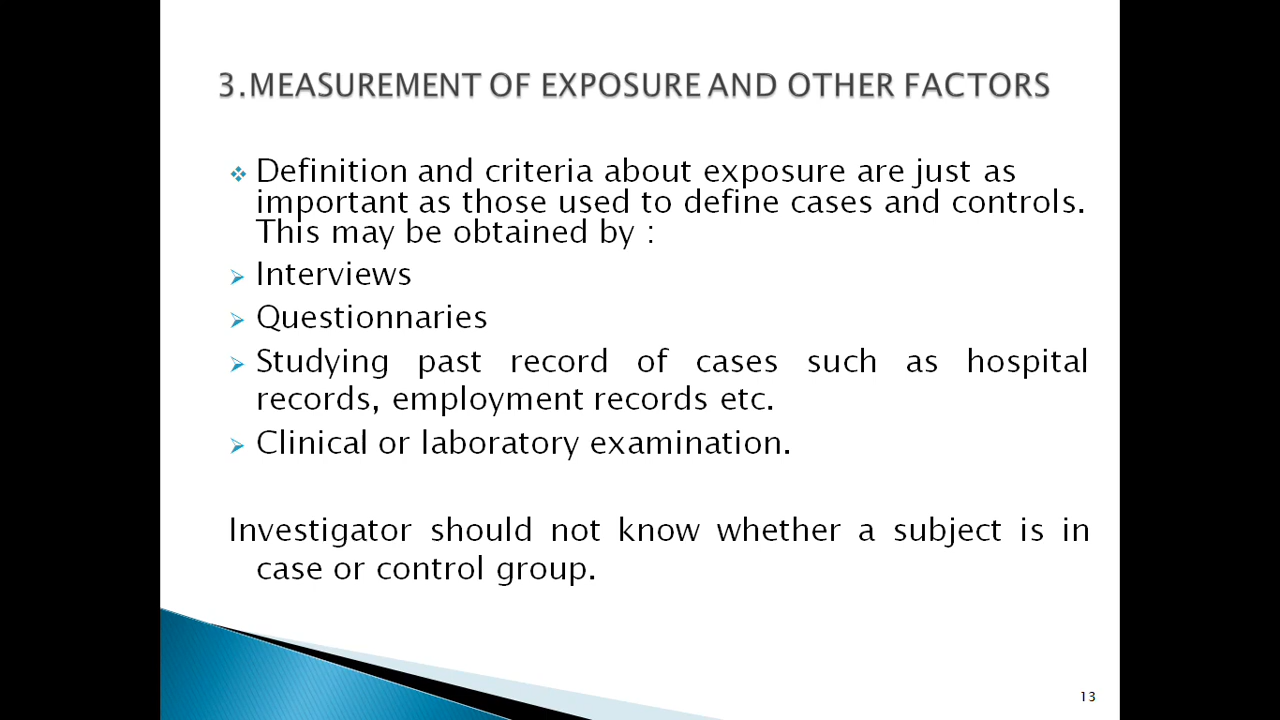 3.MEASUREMENT OF EXPOSURE AND OTHER FACTORS
Definition and criteria about exposure are just as
important as those used to define cases and controls.
This may be obtained by :
Interviews
Questionnaries
Studying past record of cases such as hospital
records, employment records etc.
Clinical or laboratory examination.
Investigator should not know whether a subject is in
case or control group.
13